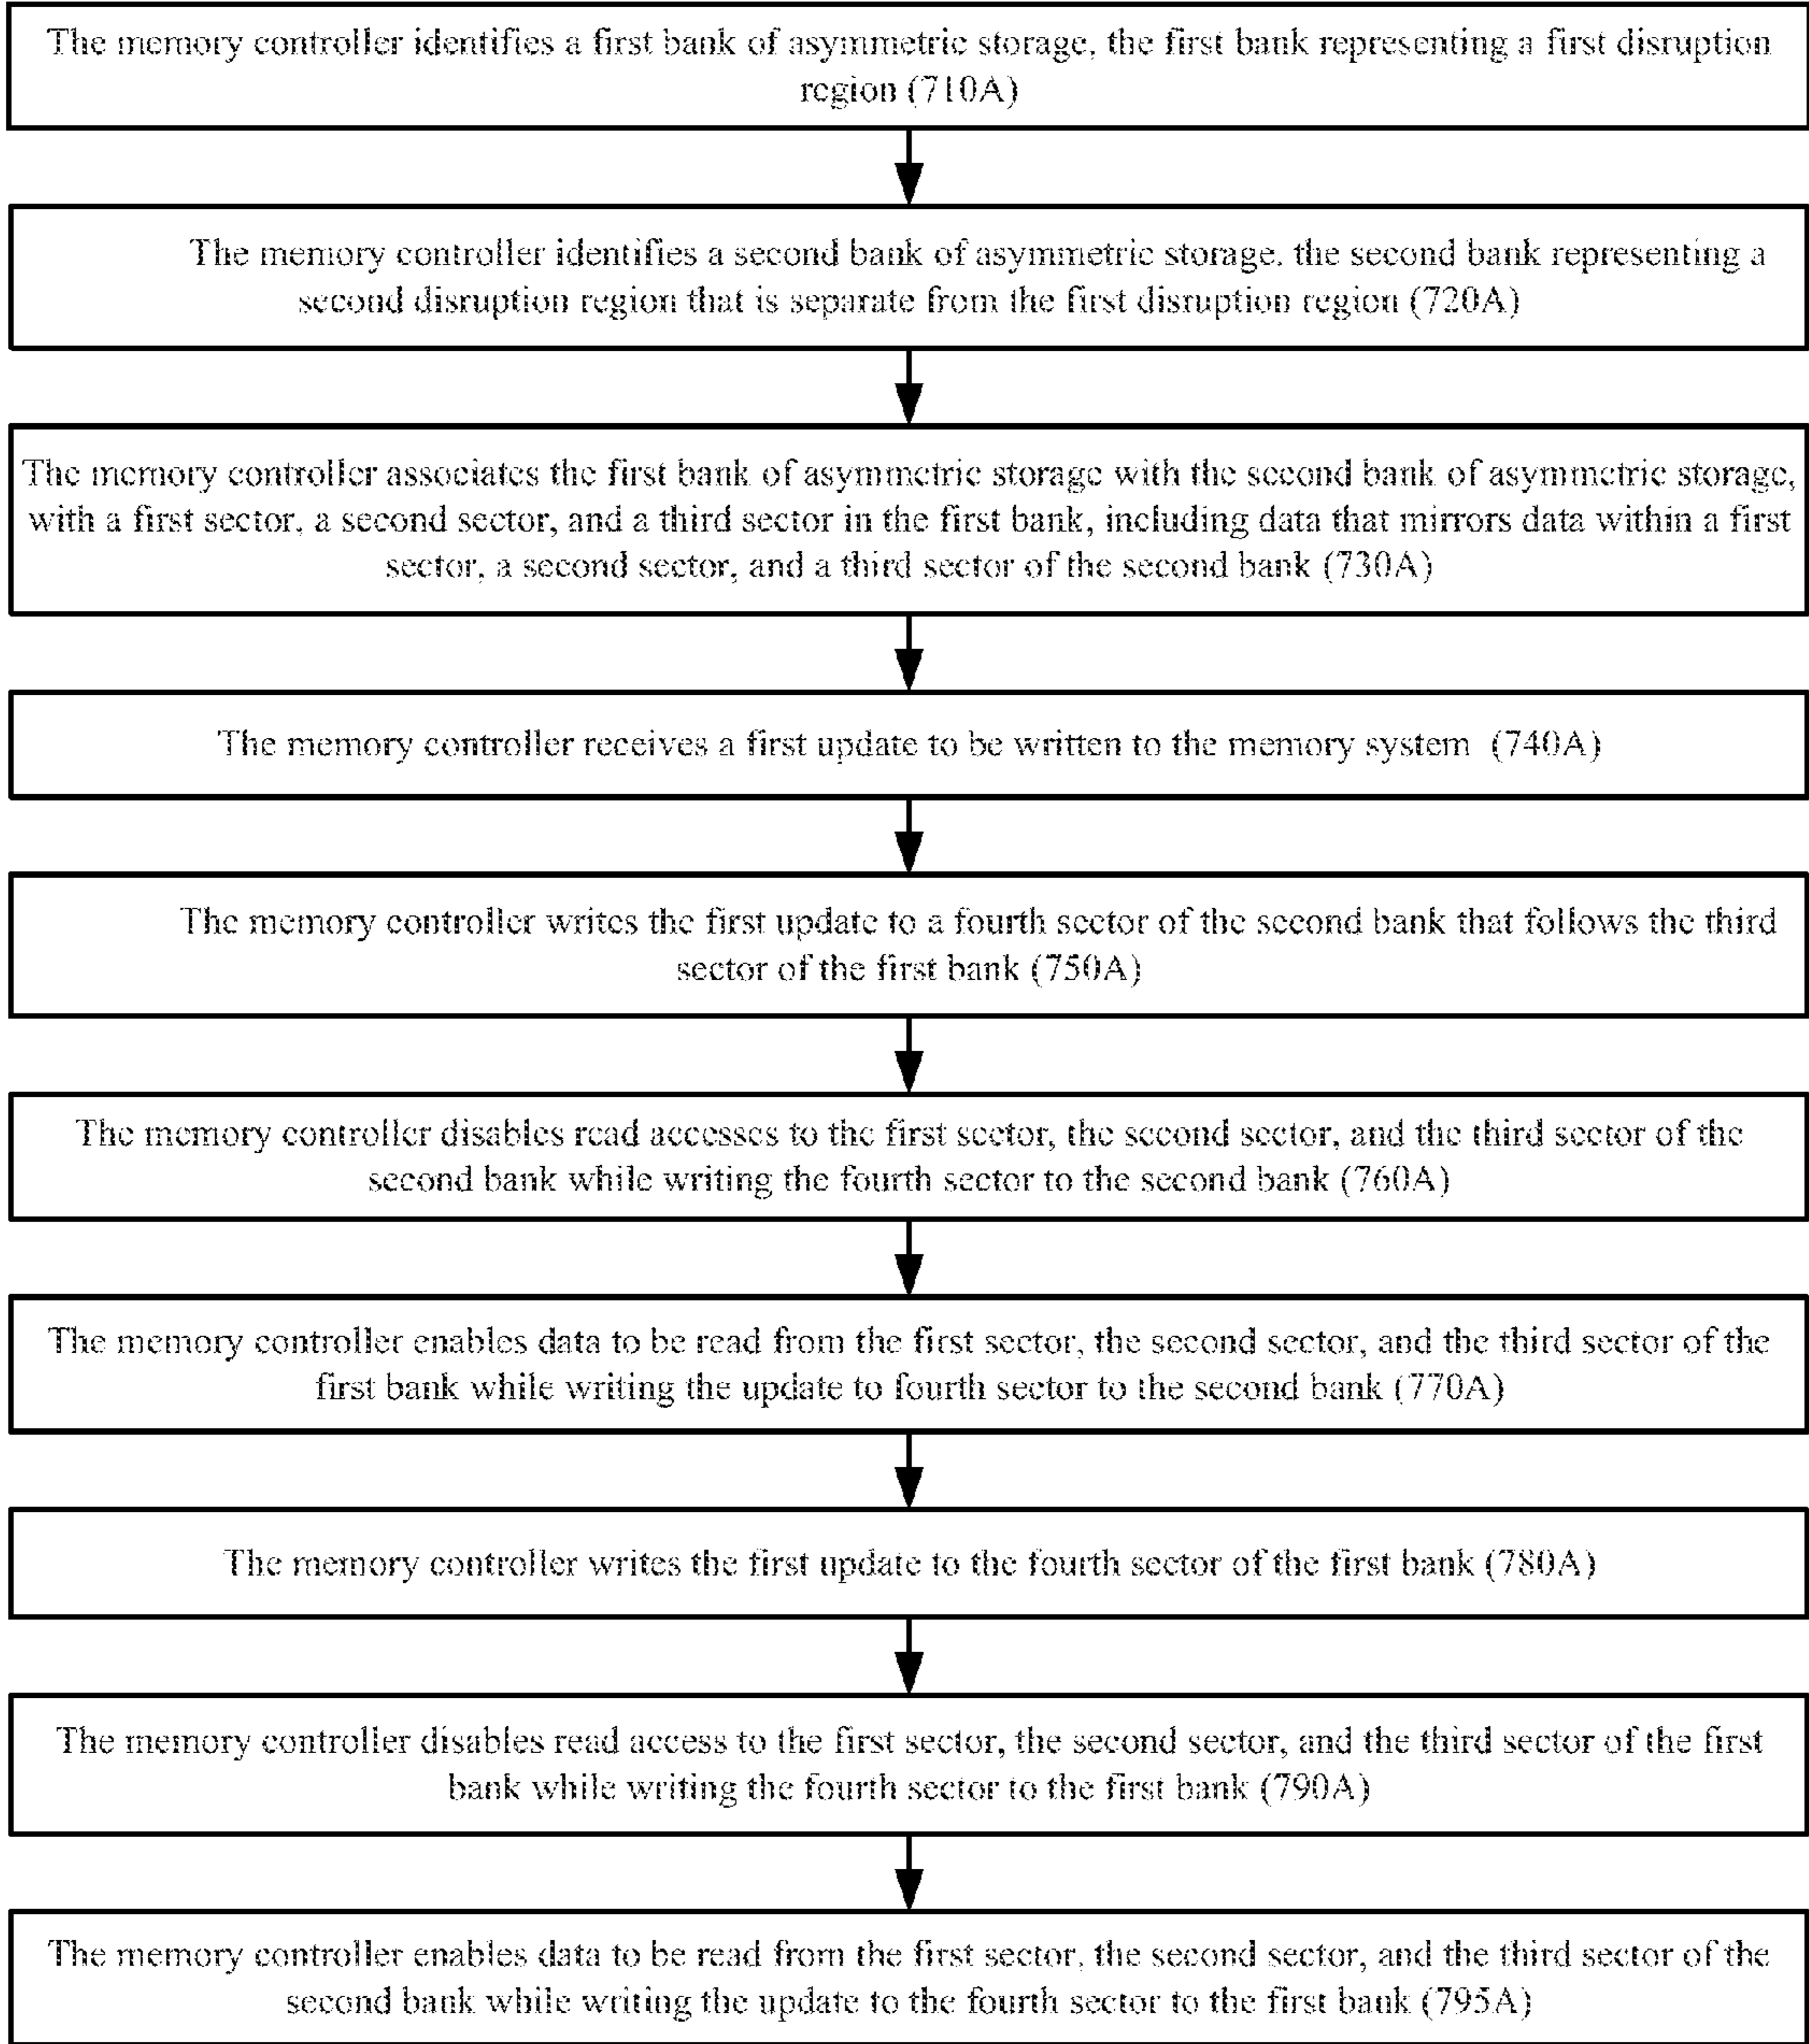 The memory controller identifies a first bank of asymmetric storage, the first bank representing a first disruption
region (710A)
The memory controller identifies a second bank of asymmetric storage, the second bank representing a
second disruption region that is separate from the first disruption region (720A)
The memory controller associates the first bank of asymmetric storage with the second bank of asymmetric storage,
with a first sector, a second sector, and a third sector in the first bank, including data that mirrors data within a first
sector, a second sector, and a third sector of the second bank (730A)
The memory controller receives a first update to be written to the memory system (740A)
The memory controller writes the first update to a fourth sector of the second bank that follows the third
sector of the first bank (750A)
The memory controller disables read accesses to the first sector, the second sector, and the third sector of the
second bank while writing the fourth sector to the second bank (760A)
The memory controller enables data to be read from the first sector, the second sector, and the third sector of the
first bank while writing the update to fourth sector to the second bank (770A)
The memory controller writes the first update to the fourth sector of the first bank (780A)
The memory controller disables read access to the first sector, the second sector, and the third sector of the first
bank while writing the fourth sector to the first bank (790A)
The memory controller enables data to be read from the first sector, the second sector, and the third sector of the
second bank while writing the update to the fourth sector to the first bank (795A)